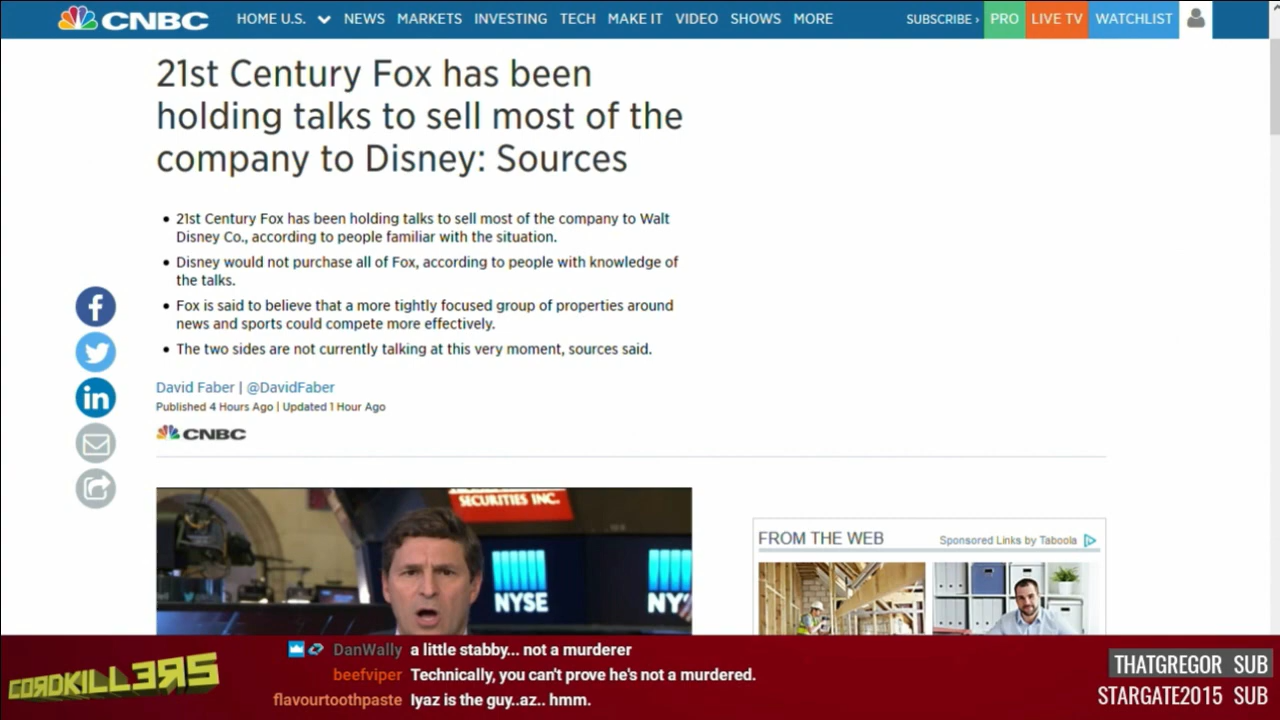 CNBC
HOME U.S. NEWS MARKETS INVESTING TECH MAKE IT VIDEO SHOWS MORE SUBSCRIBE › PRO LIVE TV WATCHLIST
21st Century Fox has been
holding talks to sell most of the
company to Disney: Sources
• 21st Century Fox has been holding talks to sell most of the company to Walt
Disney Co., according to people familiar with the situation.
• Disney would not purchase all of Fox, according to people with knowledge of
the talks.
• Fox is said to believe that a more tightly focused group of properties around
news and sports could compete more effectively.
• The two sides are not currently talking at this very moment, sources said.
David Faber | @DavidFaber
Published 4 Hours Ago | Updated 1 Hour Ago
CNBC
SECURITIES INC.
NYSE
NY
FROM THE WEB
Sponsored Links by Taboola
CORDKILLERS
DanWally a little stabby... not a murderer
beefviper Technically, you can't prove he's not a murdered.
flavourtoothpaste Iyaz is the guy..az.. hmm.
THATGREGOR SUB
STARGATE2015 SUB